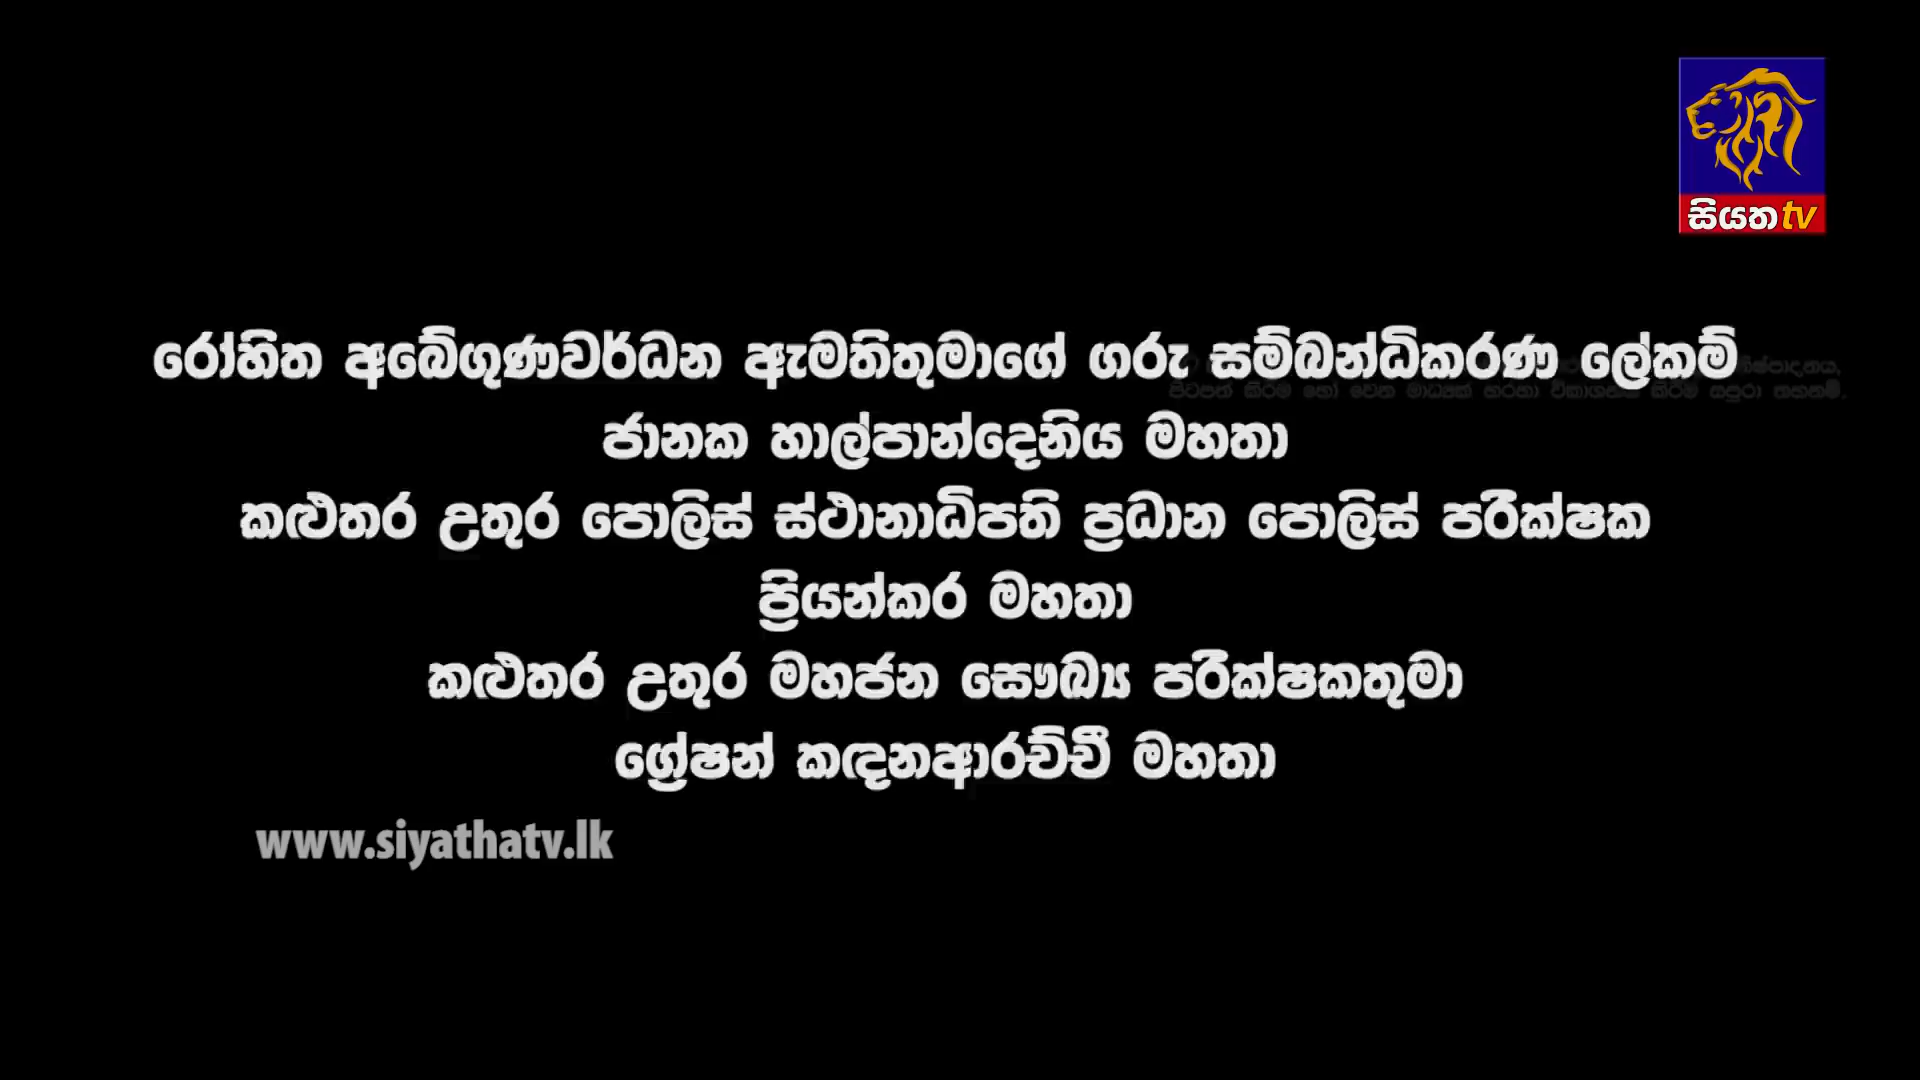 සියත tv
රෝහිත අබේගුණවර්ධන ඇමතිතුමාගේ ගරු සම්බන්ධිකරණ ලේකම්
ජානක හාල්පාන්දෙනිය මහතා
කළුතර උතුර පොලිස් ස්ථානාධිපති ප්‍රධාන පොලිස් පරීක්ෂක
ප්‍රියන්කර මහතා
කළුතර උතුර මහජන සෞඛ්‍ය පරීක්ෂකතුමා
ග්‍රේෂන් කඳනආරච්චී මහතා
www.siyathatv.lk